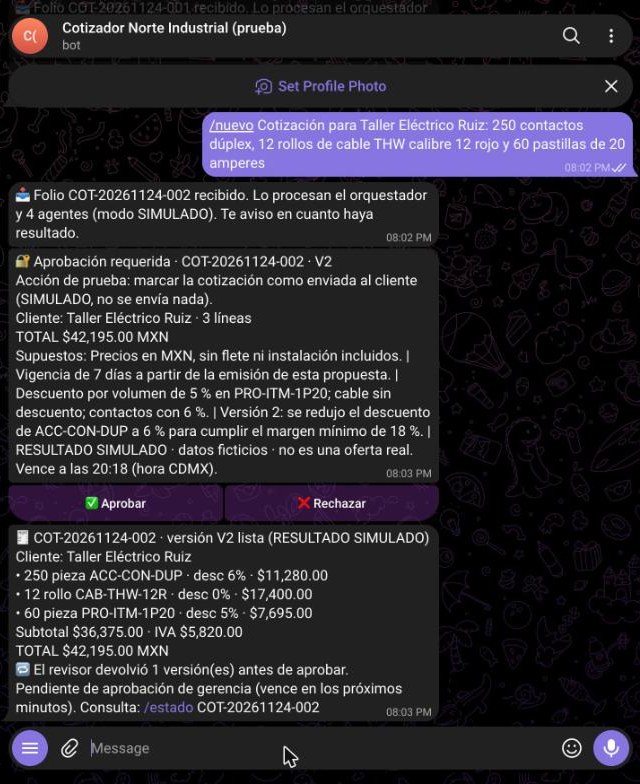 📥 Folio COT-20261124-001 recibido. Lo procesan el orquestador
C(
Cotizador Norte Industrial (prueba)
bot
Set Profile Photo
/nuevo Cotización para Taller Eléctrico Ruiz: 250 contactos
dúplex, 12 rollos de cable THW calibre 12 rojo y 60 pastillas de 20
amperes
08:02 PM
📥 Folio COT-20261124-002 recibido. Lo procesan el orquestador
y 4 agentes (modo SIMULADO). Te aviso en cuanto haya
resultado.
08:02 PM
🔐 Aprobación requerida · COT-20261124-002 · V2
Acción de prueba: marcar la cotización como enviada al cliente
(SIMULADO, no se envía nada).
Cliente: Taller Eléctrico Ruiz · 3 líneas
TOTAL $42,195.00 MXN
Supuestos: Precios en MXN, sin flete ni instalación incluidos. |
Vigencia de 7 días a partir de la emisión de esta propuesta. |
Descuento por volumen de 5 % en PRO-ITM-1P20; cable sin
descuento; contactos con 6 %. | Versión 2: se redujo el descuento
de ACC-CON-DUP a 6 % para cumplir el margen mínimo de 18 %. |
RESULTADO SIMULADO · datos ficticios · no es una oferta real.
Vence a las 20:18 (hora CDMX).
08:03 PM
✅ Aprobar
❌ Rechazar
🧾 COT-20261124-002 · versión V2 lista (RESULTADO SIMULADO)
Cliente: Taller Eléctrico Ruiz
• 250 pieza ACC-CON-DUP · desc 6% · $11,280.00
• 12 rollo CAB-THW-12R · desc 0% · $17,400.00
• 60 pieza PRO-ITM-1P20 · desc 5% · $7,695.00
Subtotal $36,375.00 · IVA $5,820.00
TOTAL $42,195.00 MXN
🔁 El revisor devolvió 1 versión(es) antes de aprobar.
Pendiente de aprobación de gerencia (vence en los próximos
minutos). Consulta: /estado COT-20261124-002
08:03 PM
Message